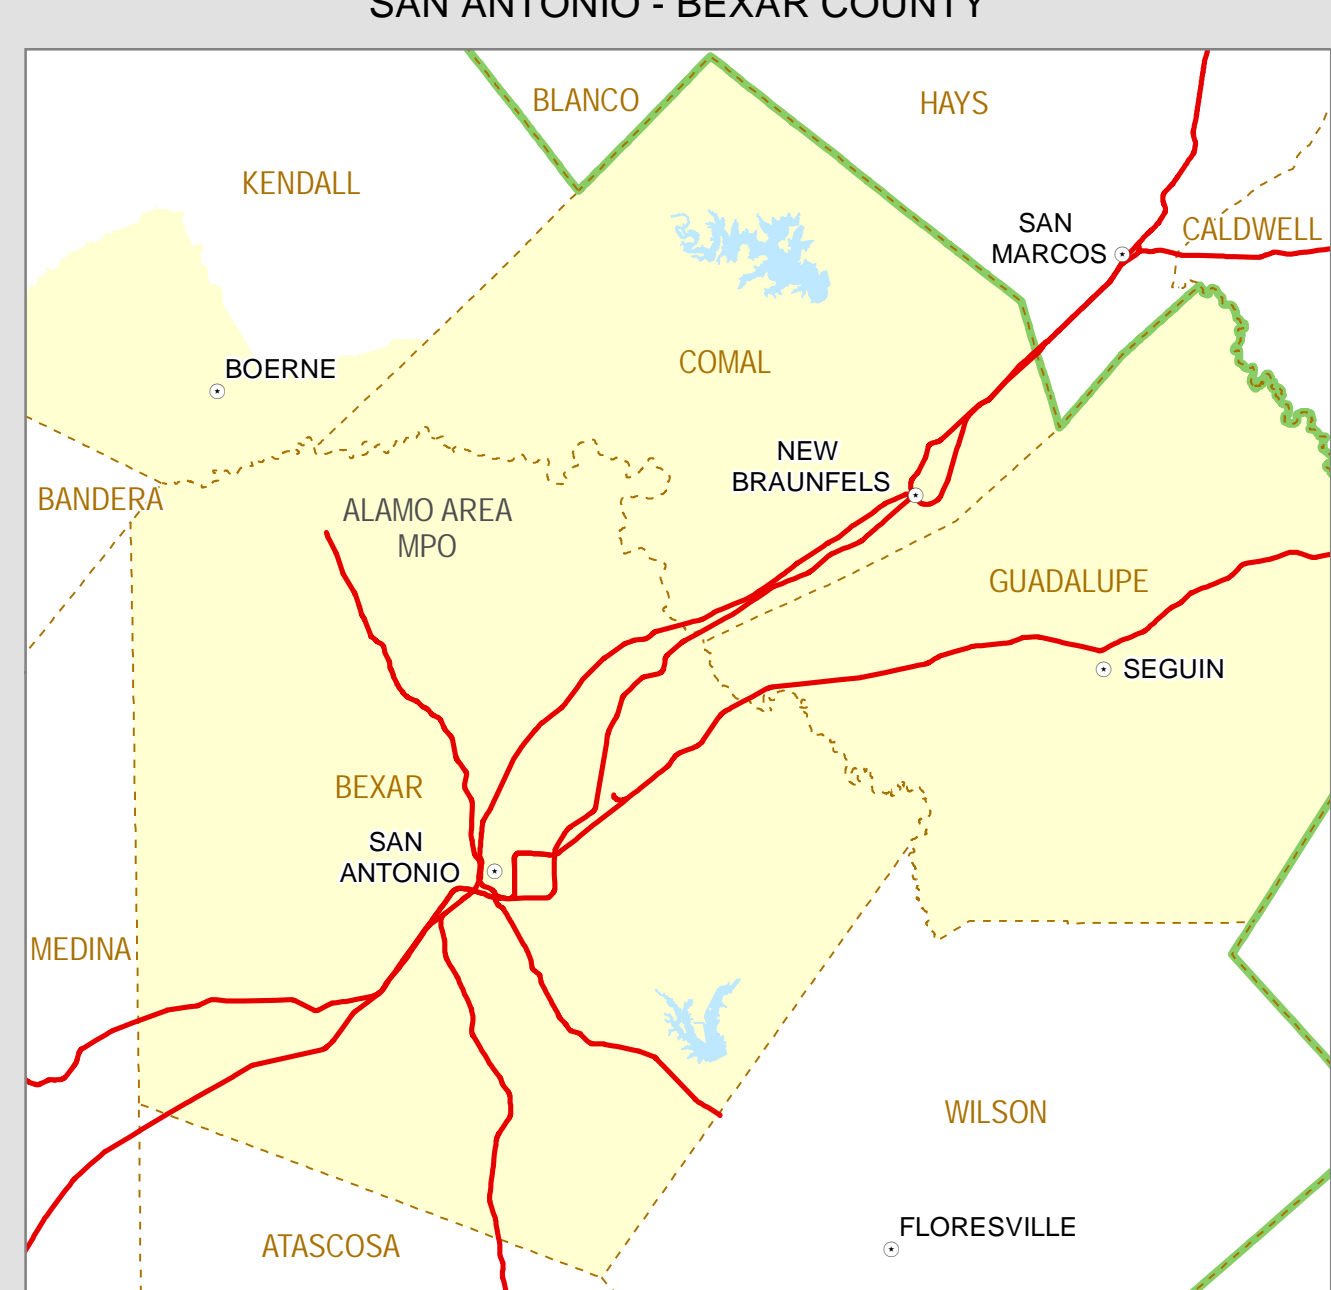 SAN ANTONIO - BEXAR COUNTY
BLANCO
HAYS
KENDALL
SAN
MARCOS
CALDWELL
BOERNE
COMAL
NEW
BRAUNFELS
BANDERA
ALAMO AREA
MPO
GUADALUPE
SEGUIN
BEXAR
SAN
ANTONIO
MEDINA
WILSON
FLORESVILLE
ATASCOSA